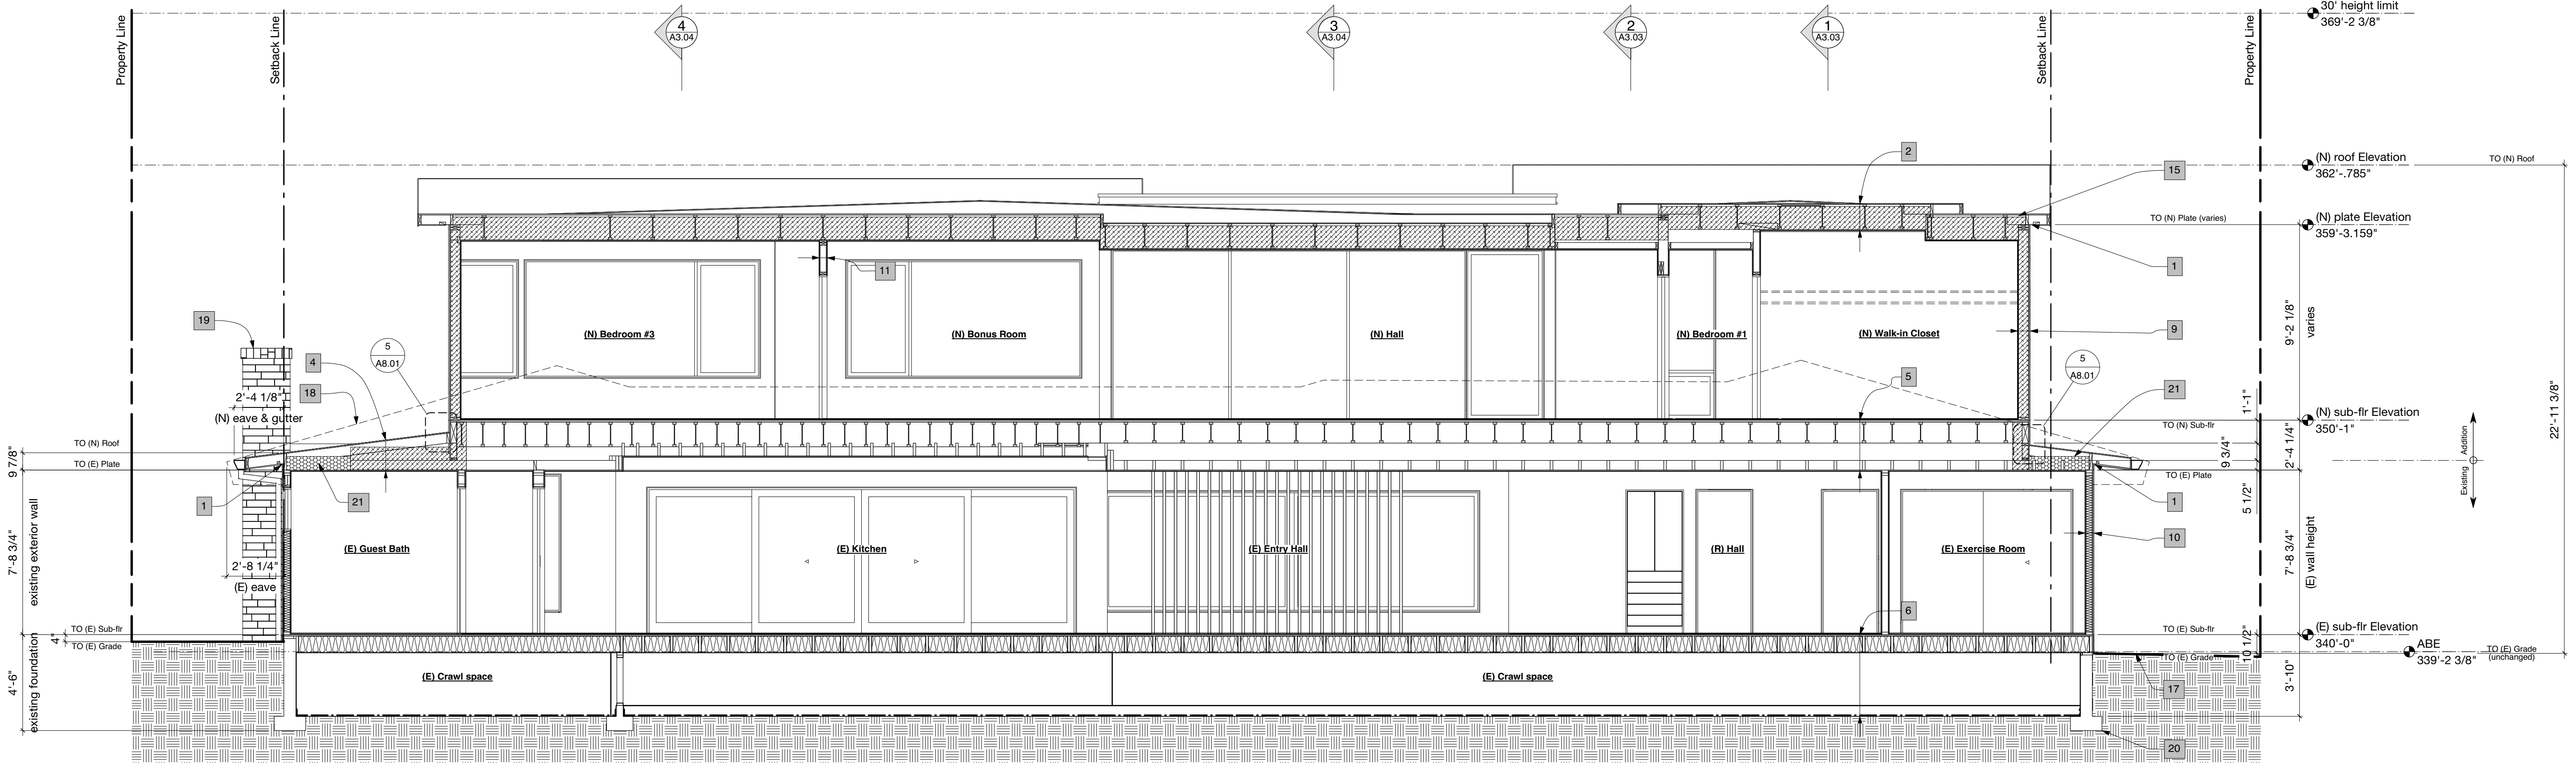 Property Line
Setback Line
4
A3.04
3
A3.04
2
A3.03
1
A3.03
Setback Line
Property Line
30' height limit
369'-2 3/8"
2
(N) roof Elevation
362'-.785"
TO (N) Roof
15
TO (N) Plate (varies)
(N) plate Elevation
359'-3.159"
1
11
19
4
5
A8.01
18
2'-4 1/8"
(N) eave & gutter
(N) Bedroom #3
(N) Bonus Room
(N) Hall
(N) Bedroom #1
(N) Walk-in Closet
9
9'-2 1/8"
varies
5
5
A8.01
21
1'-1"
(N) sub-flr Elevation
350'-1"
TO (N) Sub-flr
22'-11 3/8"
TO (N) Roof
9 7/8"
TO (E) Plate
9 3/4"
2'-4 1/4"
Addition
Existing
TO (E) Plate
5 1/2"
1
21
1
10
7'-8 3/4"
existing exterior wall
(E) Guest Bath
(E) Kitchen
(E) Entry Hall
(R) Hall
(E) Exercise Room
7'-8 3/4"
(E) wall height
2'-8 1/4"
(E) eave
6
TO (E) Sub-flr
4"
TO (E) Grade
TO (E) Sub-flr
(E) sub-flr Elevation
340'-0"
10 1/2"
ABE
339'-2 3/8"
TO (E) Grade
(unchanged)
TO (E) Grade
4'-6"
existing foundation
(E) Crawl space
(E) Crawl space
17
3'-10"
20